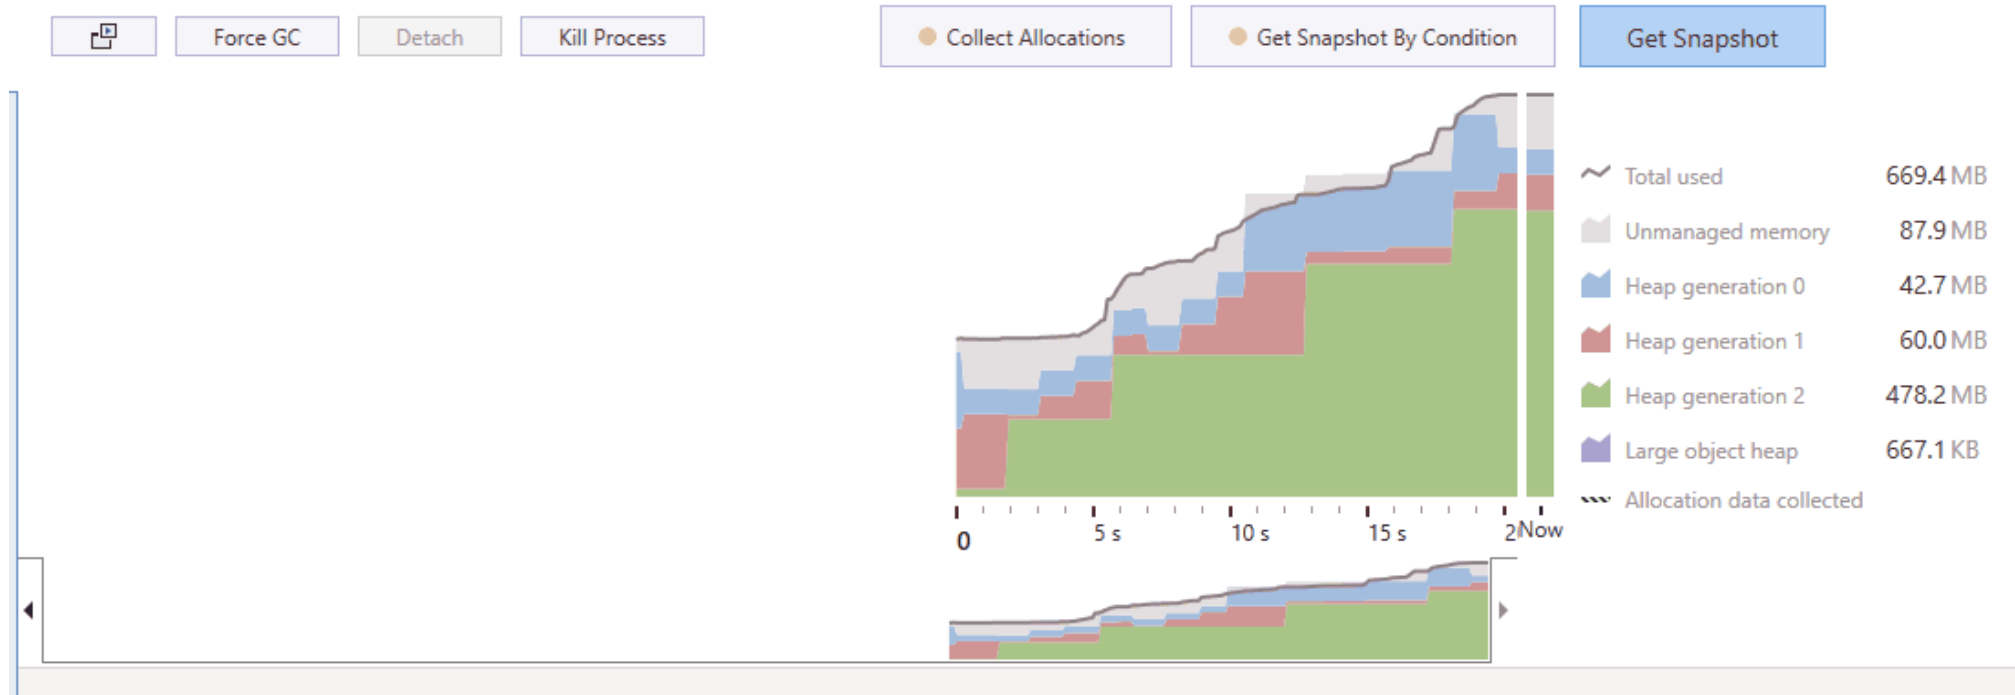 Force GC
Detach
Kill Process
Collect Allocations
Get Snapshot By Condition
Get Snapshot
Total used 669.4 MB
Unmanaged memory 87.9 MB
Heap generation 0 42.7 MB
Heap generation 1 60.0 MB
Heap generation 2 478.2 MB
Large object heap 667.1 KB
Allocation data collected
0 5 s 10 s 15 s 2 Now